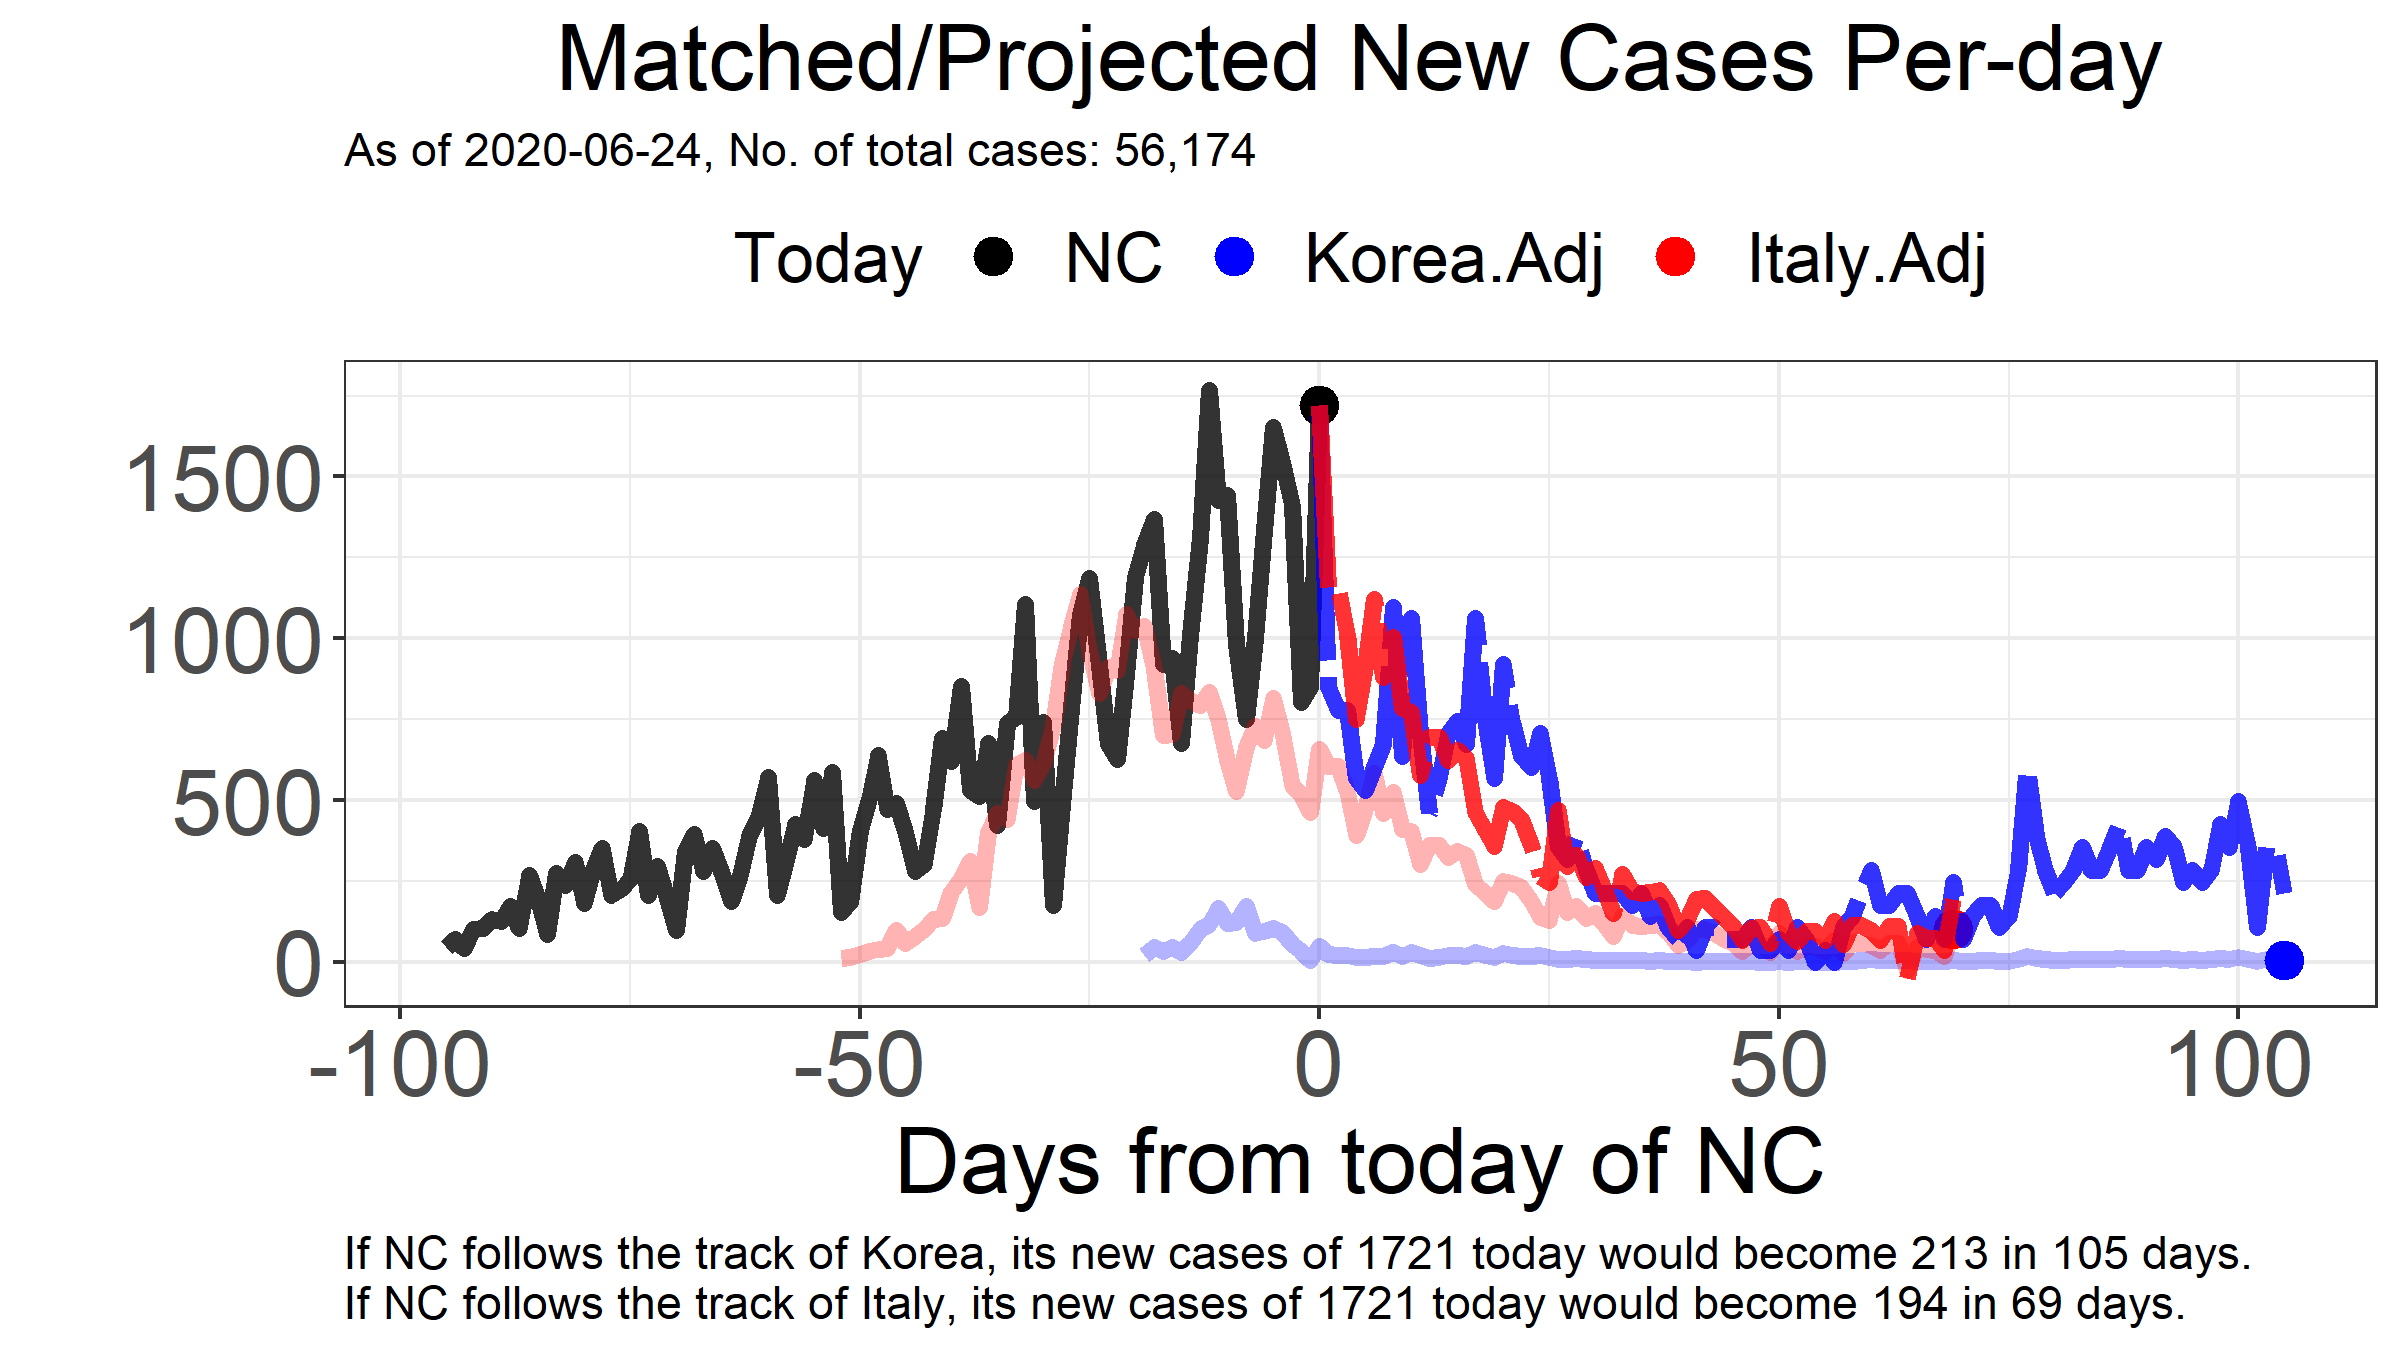 Matched/Projected New Cases Per-day
As of 2020-06-24, No. of total cases: 56,174
Today NC Korea.Adj Italy.Adj
1500
1000
500
0
-100 -50 0 50 100
Days from today of NC
If NC follows the track of Korea, its new cases of 1721 today would become 213 in 105 days.
If NC follows the track of Italy, its new cases of 1721 today would become 194 in 69 days.